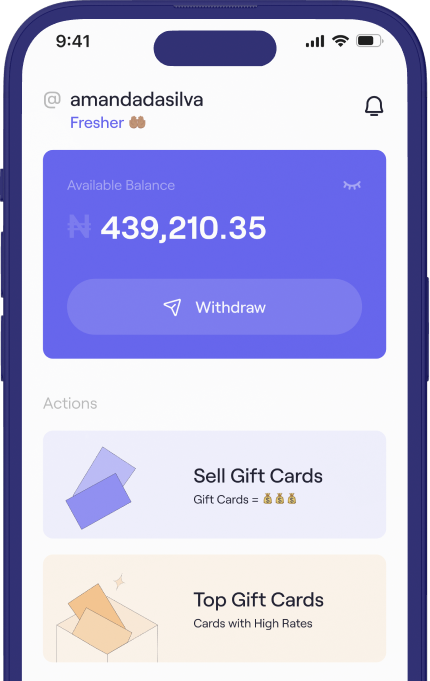 9:41
@ amandadasilva
Fresher 🤲🏾
Available Balance
₦ 439,210.35
Withdraw
Actions
Sell Gift Cards
Gift Cards = 💰💰💰
Top Gift Cards
Cards with High Rates